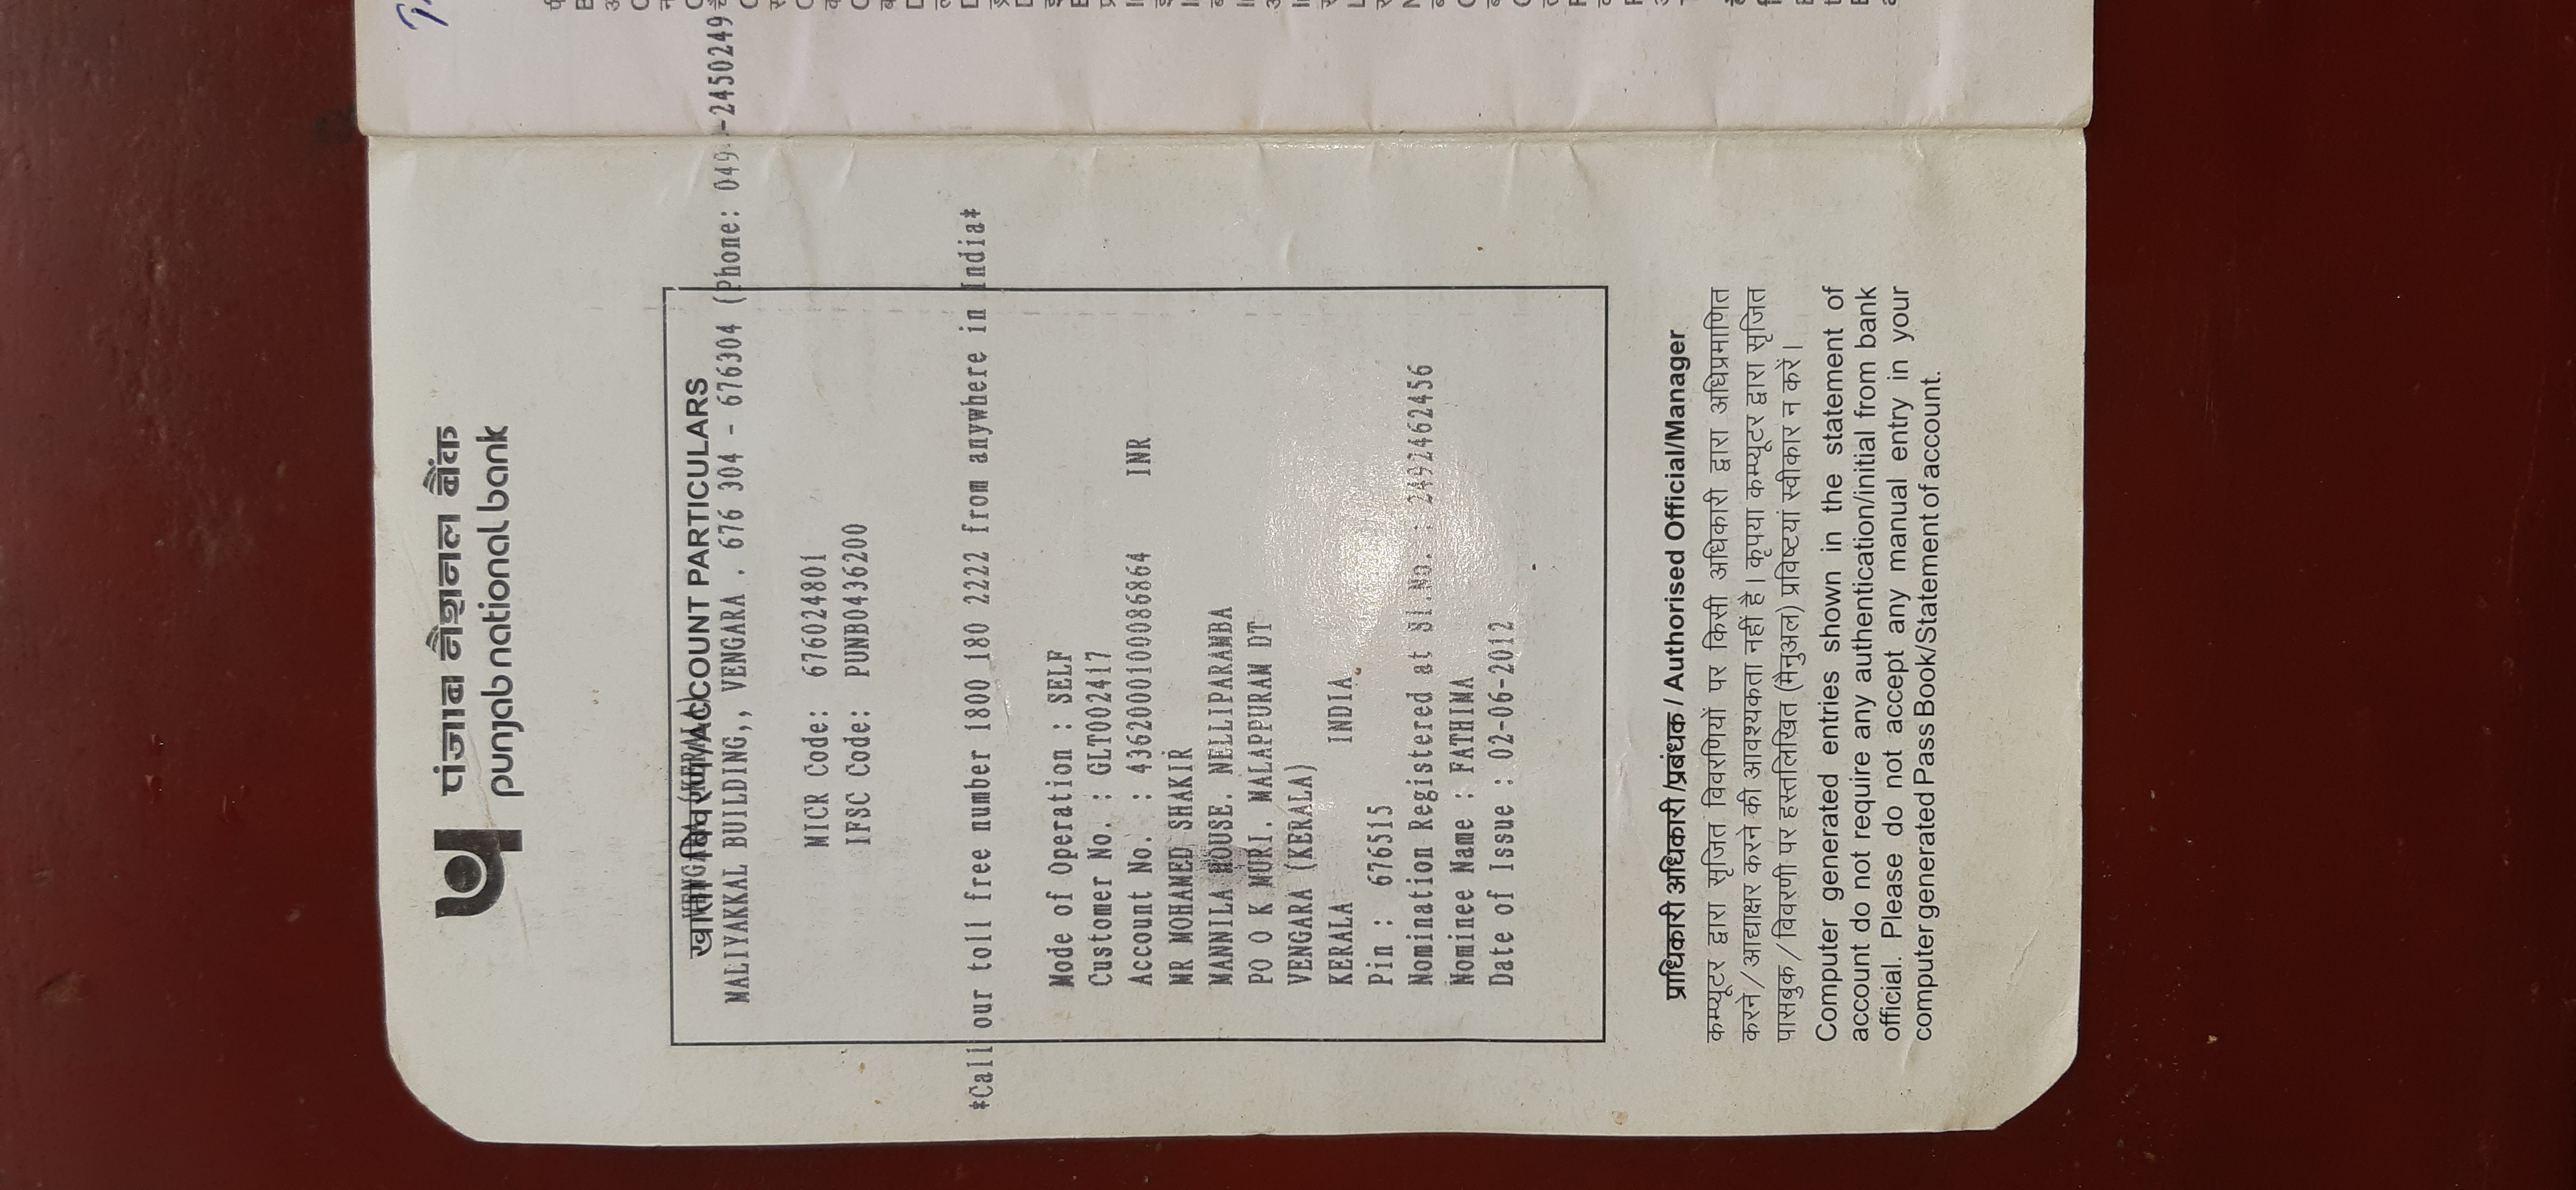 पंजाब नैशनल बैंक
punjab national bank
VENGARA (KERALA)
खाता विवरण/ACCOUNT PARTICULARS
MALIYAKKAL BUILDING,, VENGARA . 676 304 - 676304 (Phone: 049 -2450249
MICR Code: 676024801
IFSC Code: PUNB0436200
*Call our toll free number 1800 180 2222 from anywhere in India*
Mode of Operation : SELF
Customer No. : GLT002417
Account No. : 4362000100086864 INR
MR MOHAMED SHAKIR
MANNILA HOUSE. NELLIPARAMBA
PO O K MURI. MALAPPURAM DT
VENGARA (KERALA)
KERALA INDIA
Pin : 676515
Nomination Registered at Sl.No. : 2492462456
Nominee Name : FATHIMA
Date of Issue : 02-06-2012
प्राधिकारी अधिकारी /प्रबंधक / Authorised Official/Manager
कम्प्यूटर द्वारा सृजित विवरणियों पर किसी अधिकारी द्वारा अधिप्रमाणित
करने / आद्याक्षर करने की आवश्यकता नहीं है। कृपया कम्प्यूटर द्वारा सृजित
पासबुक / विवरणी पर हस्तलिखित (मैनुअल) प्रविष्टयां स्वीकार न करें।
Computer generated entries shown in the statement of
account do not require any authentication/initial from bank
official. Please do not accept any manual entry in your
computer generated Pass Book/Statement of account.